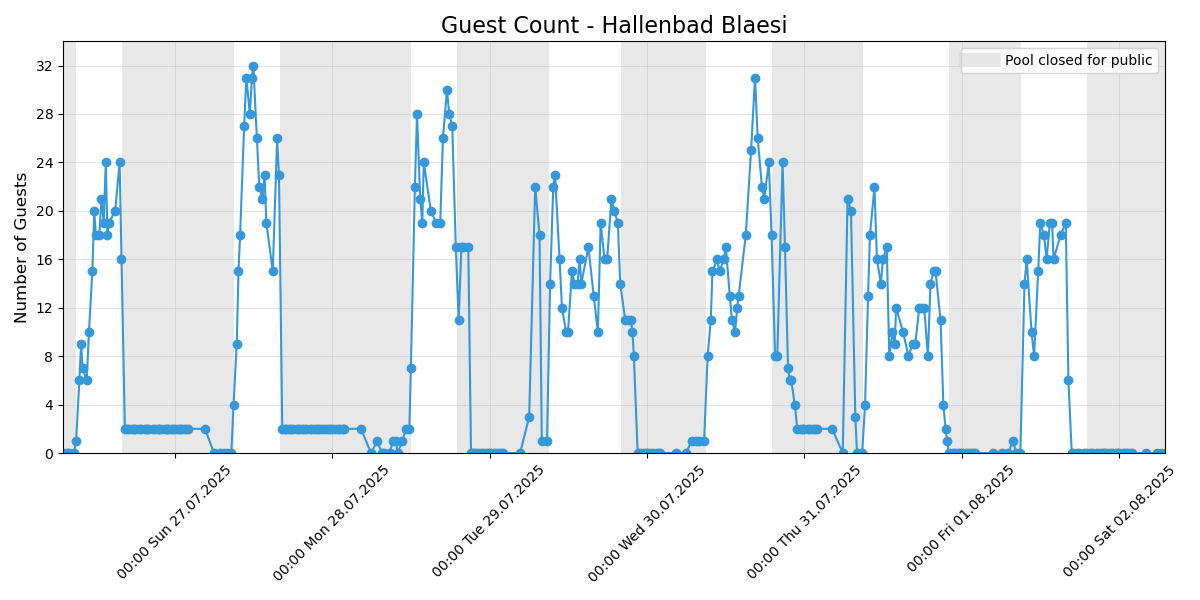 Guest Count - Hallenbad Blaesi
Pool closed for public
Number of Guests
32
28
24
20
16
12
8
4
0
00:00 Sun 27.07.2025
00:00 Mon 28.07.2025
00:00 Tue 29.07.2025
00:00 Wed 30.07.2025
00:00 Thu 31.07.2025
00:00 Fri 01.08.2025
00:00 Sat 02.08.2025